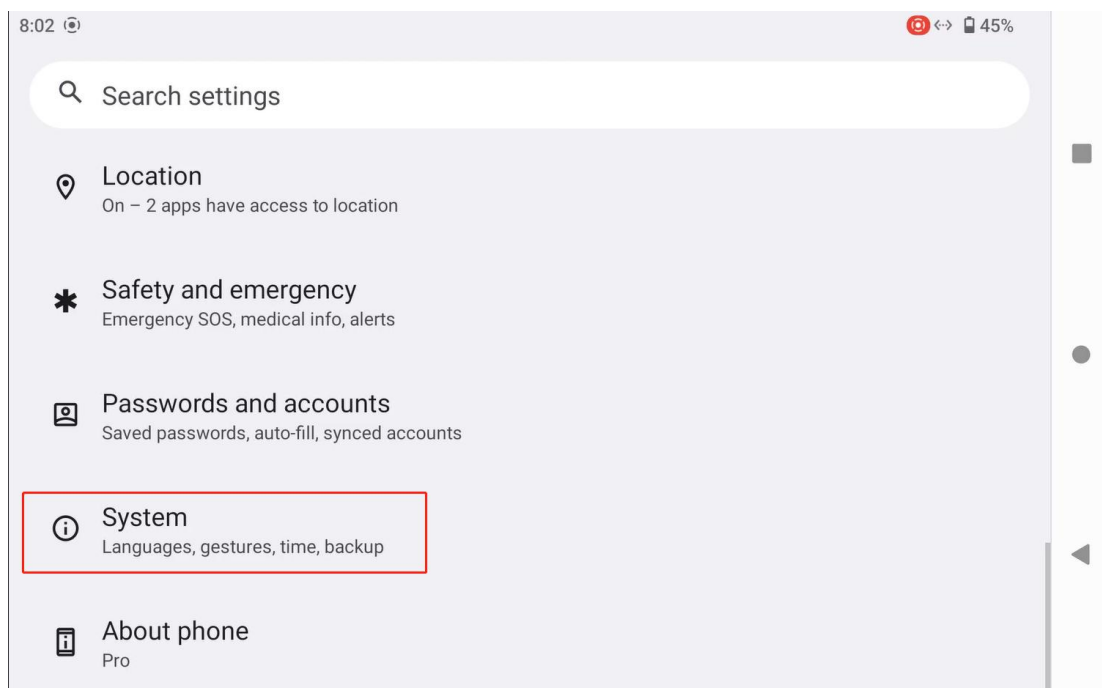 8:02
45%
Search settings
Location
On – 2 apps have access to location
Safety and emergency
Emergency SOS, medical info, alerts
Passwords and accounts
Saved passwords, auto-fill, synced accounts
System
Languages, gestures, time, backup
About phone
Pro